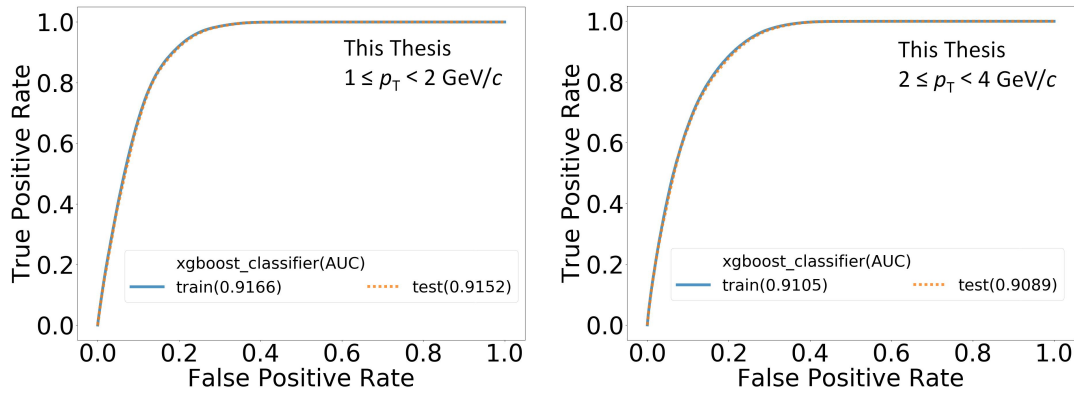 1.0
0.8
0.6
0.4
0.2
0.0
True Positive Rate
This Thesis
1 ≤ pT < 2 GeV/c
xgboost_classifier(AUC)
train(0.9166) test(0.9152)
0.0 0.2 0.4 0.6 0.8 1.0
False Positive Rate
1.0
0.8
0.6
0.4
0.2
0.0
True Positive Rate
This Thesis
2 ≤ pT < 4 GeV/c
xgboost_classifier(AUC)
train(0.9105) test(0.9089)
0.0 0.2 0.4 0.6 0.8 1.0
False Positive Rate